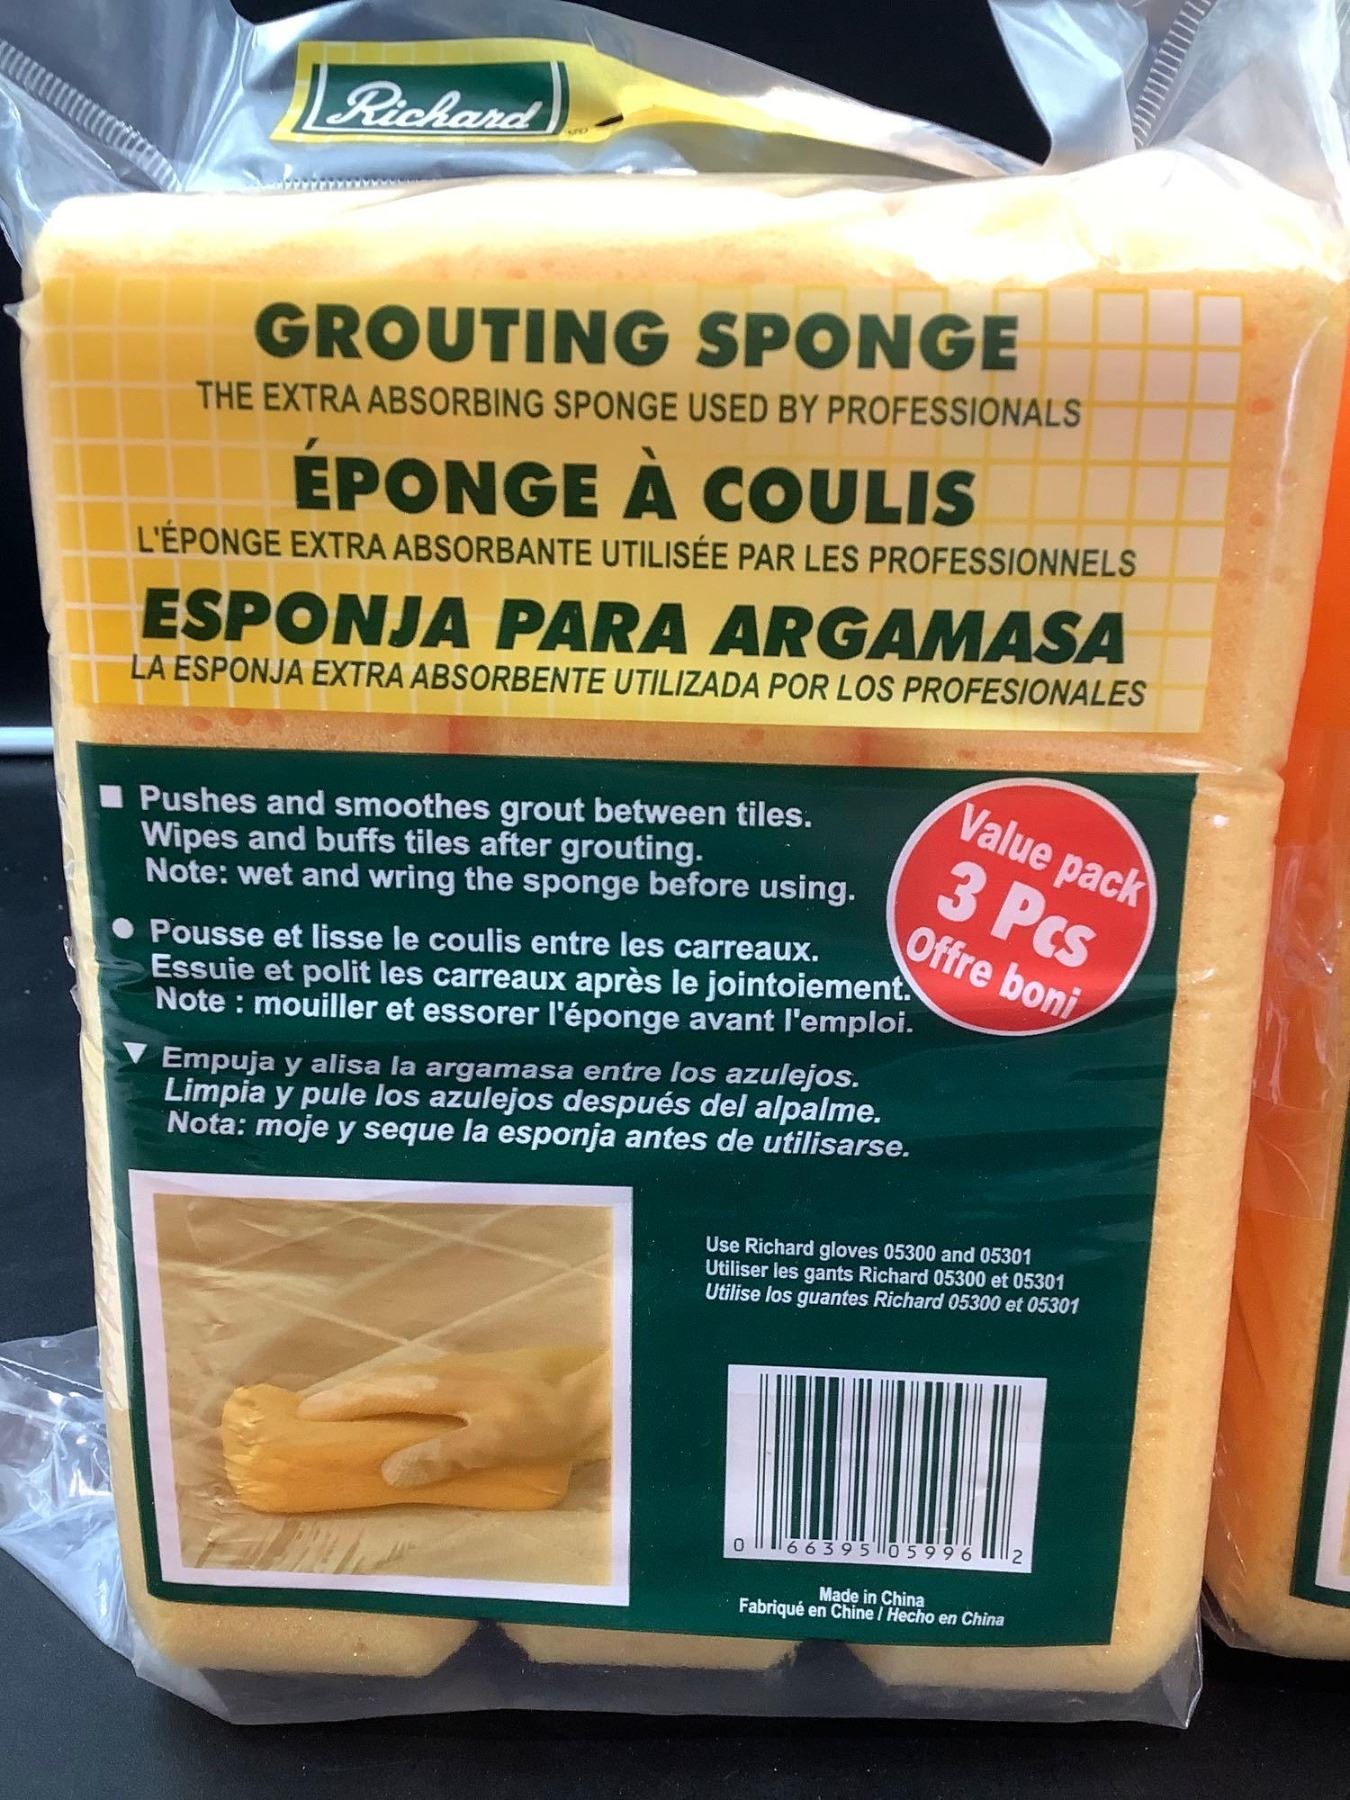 Richard
GROUTING SPONGE
THE EXTRA ABSORBING SPONGE USED BY PROFESSIONALS
ÉPONGE À COULIS
L'ÉPONGE EXTRA ABSORBANTE UTILISÉE PAR LES PROFESSIONNELS
ESPONJA PARA ARGAMASA
LA ESPONJA EXTRA ABSORBENTE UTILIZADA POR LOS PROFESIONALES
Pushes and smoothes grout between tiles.
Wipes and buffs tiles after grouting.
Note: wet and wring the sponge before using.
Value pack
3 Pcs
Offre boni
Pousse et lisse le coulis entre les carreaux.
Essuie et polit les carreaux après le jointoiement.
Note : mouiller et essorer l'éponge avant l'emploi.
Empuja y alisa la argamasa entre los azulejos.
Limpia y pule los azulejos después del alpalme.
Nota: moje y seque la esponja antes de utilisarse.
Use Richard gloves 05300 and 05301
Utiliser les gants Richard 05300 et 05301
Utilise los guantes Richard 05300 et 05301
0 66395 05996 2
Made in China
Fabriqué en Chine / Hecho en China